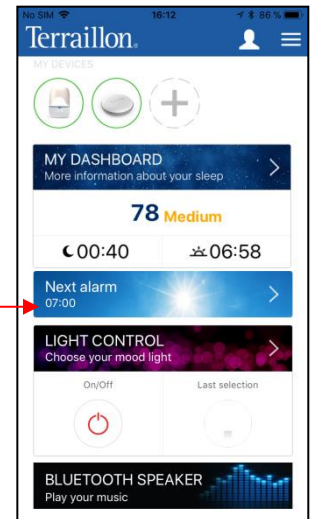 No SIM 16:12 86 %
Terraillon.
MY DEVICES
MY DASHBOARD
More information about your sleep
78 Medium
00:40 06:58
Next alarm
07:00
LIGHT CONTROL
Choose your mood light
On/Off Last selection
BLUETOOTH SPEAKER
Play your music